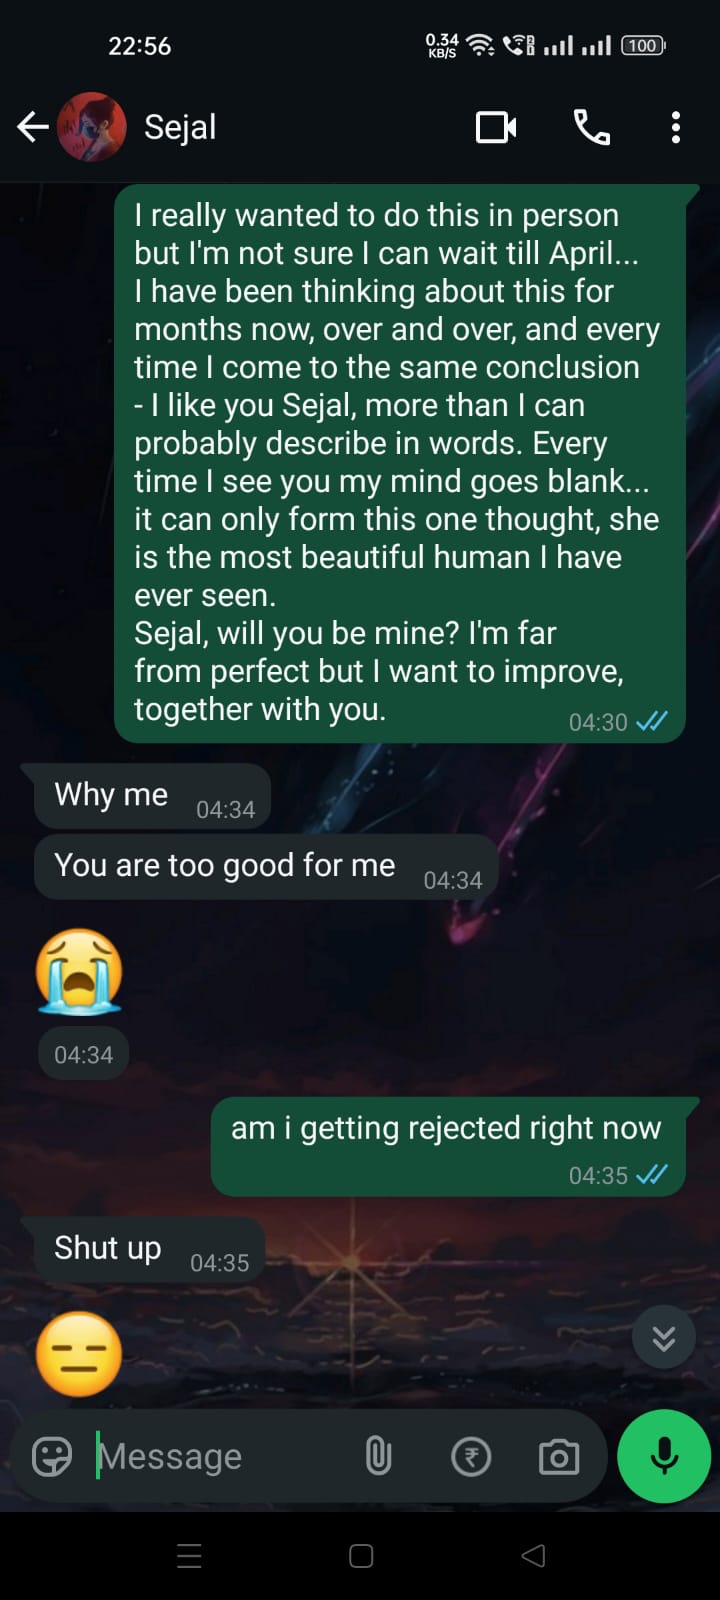 22:56
0.34
KB/S
2
100
Sejal
I really wanted to do this in person
but I'm not sure I can wait till April...
I have been thinking about this for
months now, over and over, and every
time I come to the same conclusion
- I like you Sejal, more than I can
probably describe in words. Every
time I see you my mind goes blank...
it can only form this one thought, she
is the most beautiful human I have
ever seen.
Sejal, will you be mine? I'm far
from perfect but I want to improve,
together with you.
04:30
Why me
04:34
You are too good for me
04:34
😭
04:34
am i getting rejected right now
04:35
Shut up
04:35
😑
Message
₹